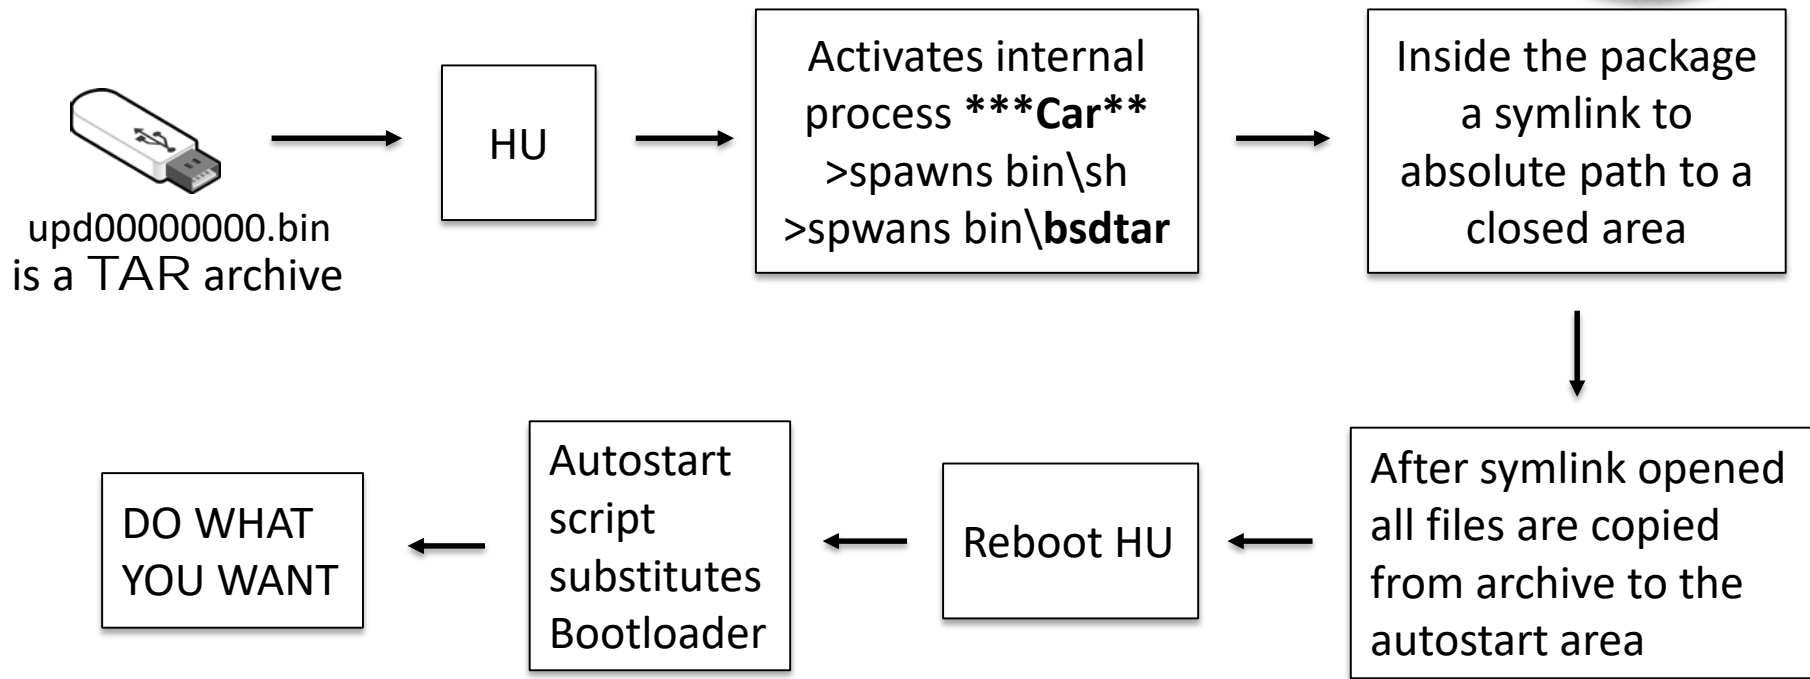 upd00000000.bin
is a TAR archive
HU
Activates internal
process ***Car**
>spawns bin\sh
>spwans bin\bsdtar
Inside the package
a symlink to
absolute path to a
closed area
After symlink opened
all files are copied
from archive to the
autostart area
Reboot HU
Autostart
script
substitutes
Bootloader
DO WHAT
YOU WANT